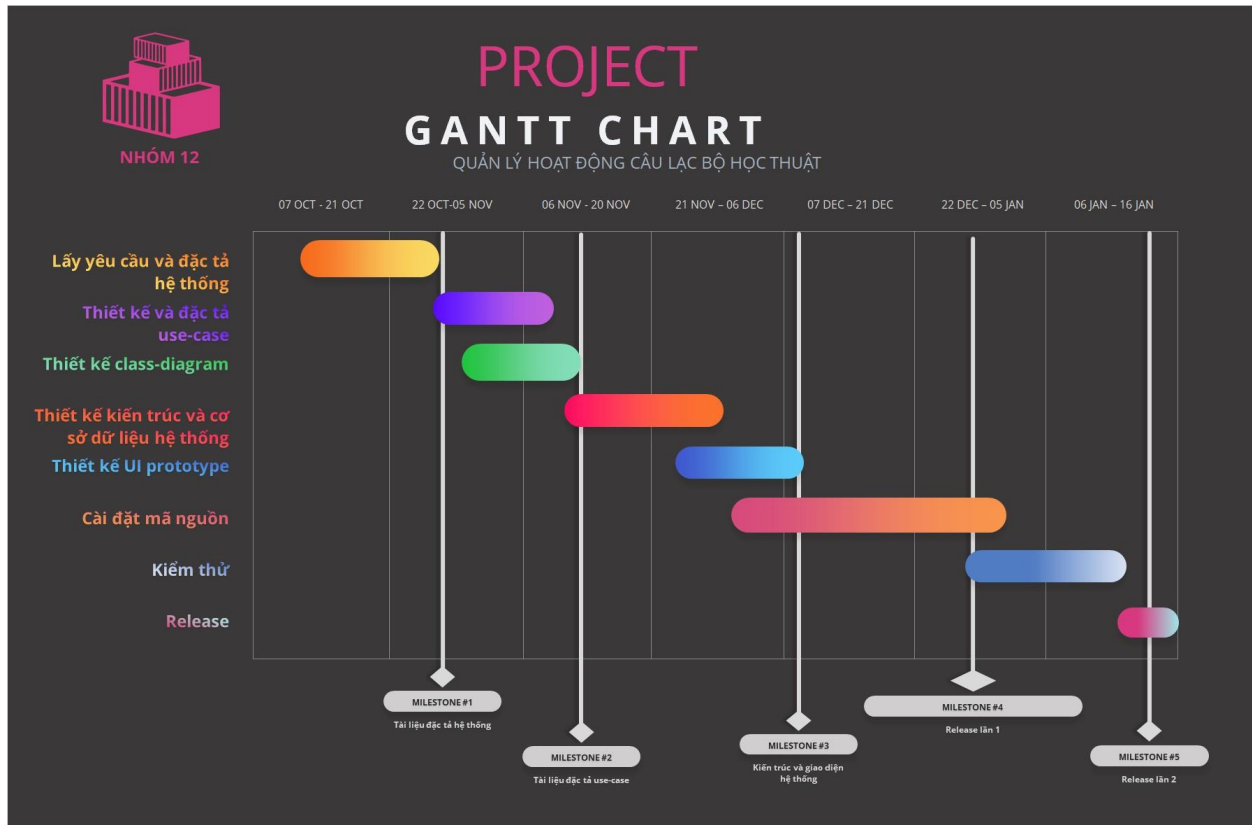 PROJECT
GANTT CHART
QUẢN LÝ HOẠT ĐỘNG CÂU LẠC BỘ HỌC THUẬT
NHÓM 12
07 OCT - 21 OCT
22 OCT-05 NOV
06 NOV - 20 NOV
21 NOV – 06 DEC
07 DEC – 21 DEC
22 DEC – 05 JAN
06 JAN – 16 JAN
Lấy yêu cầu và đặc tả
hệ thống
Thiết kế và đặc tả
use-case
Thiết kế class-diagram
Thiết kế kiến trúc và cơ
sở dữ liệu hệ thống
Thiết kế UI prototype
Cài đặt mã nguồn
Kiểm thử
Release
MILESTONE #1
Tài liệu đặc tả hệ thống
MILESTONE #2
Tài liệu đặc tả use-case
MILESTONE #3
Kiến trúc và giao diện
hệ thống
MILESTONE #4
Release lần 1
MILESTONE #5
Release lần 2